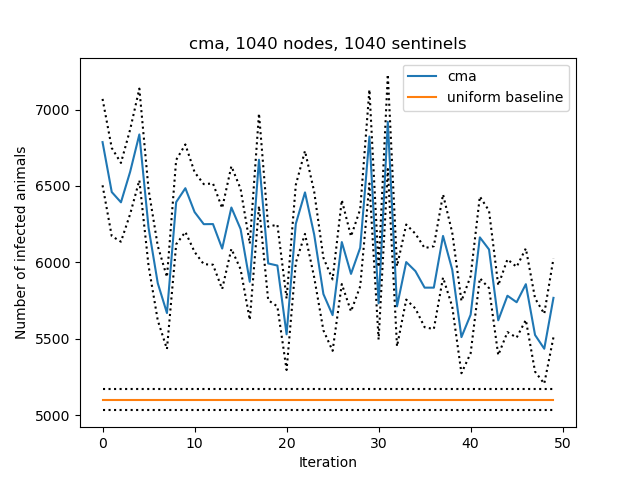 cma, 1040 nodes, 1040 sentinels
cma
uniform baseline
Number of infected animals
7000
6500
6000
5500
5000
0 10 20 30 40 50
Iteration